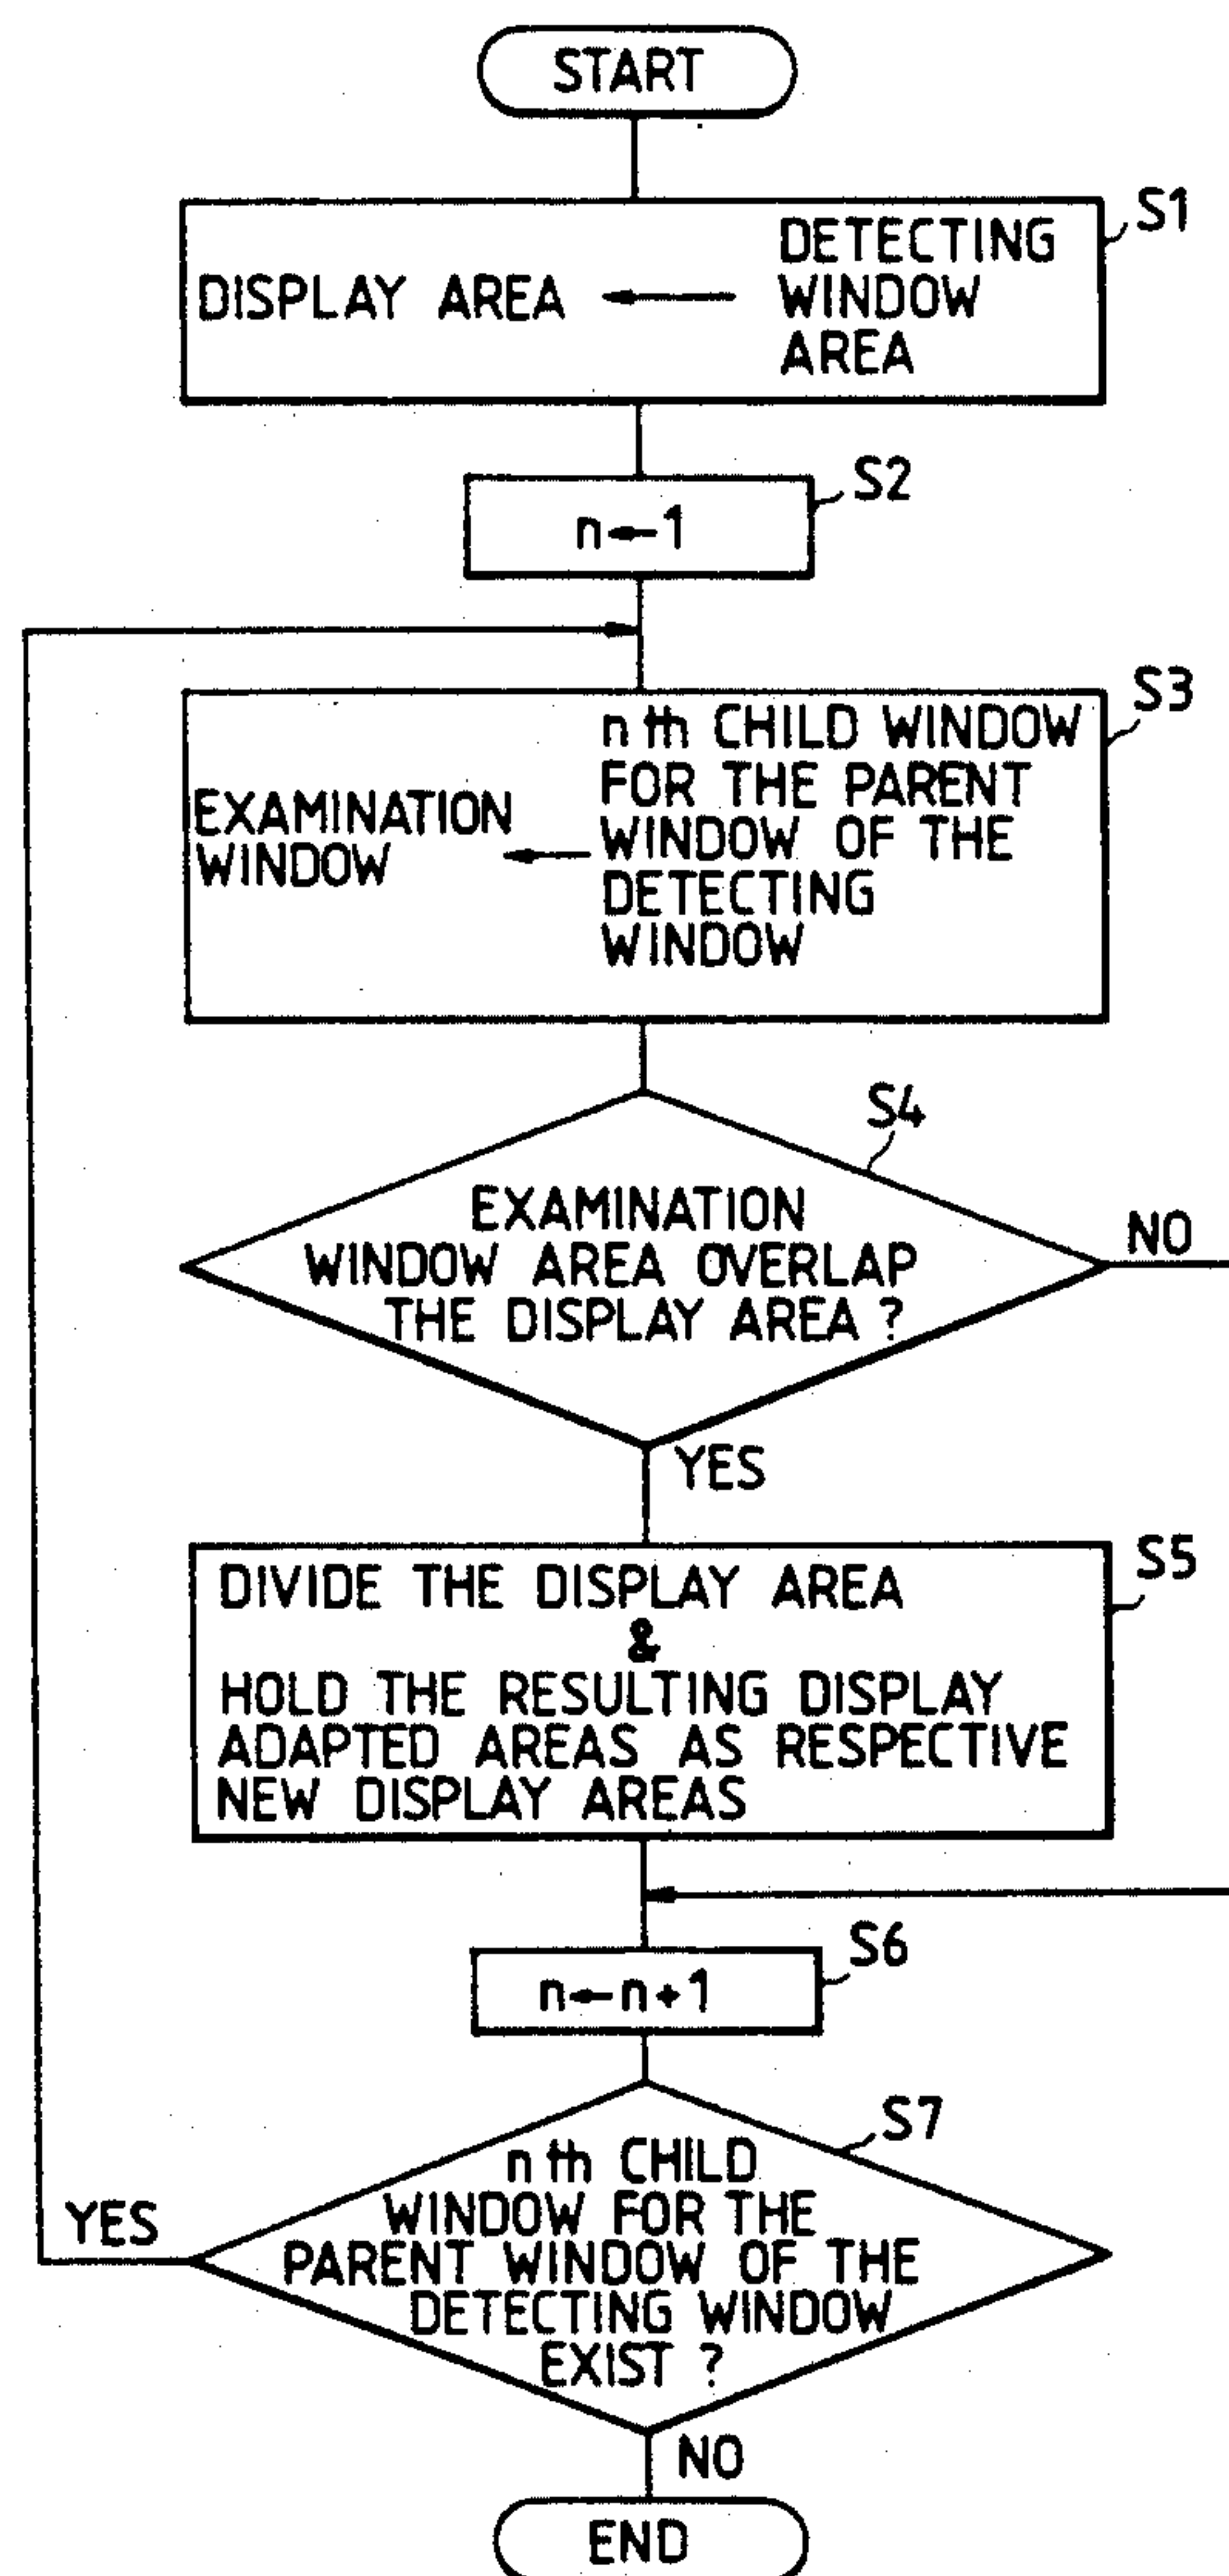 START
S1
DISPLAY AREA ←
DETECTING
WINDOW
AREA
S2
n←1
S3
EXAMINATION
WINDOW ←
n th CHILD WINDOW
FOR THE PARENT
WINDOW OF THE
DETECTING
WINDOW
S4
EXAMINATION
WINDOW AREA OVERLAP
THE DISPLAY AREA ?
NO
YES
S5
DIVIDE THE DISPLAY AREA
&
HOLD THE RESULTING DISPLAY
ADAPTED AREAS AS RESPECTIVE
NEW DISPLAY AREAS
S6
n←n+1
S7
n th CHILD
WINDOW FOR THE
PARENT WINDOW OF THE
DETECTING WINDOW
EXIST ?
YES
NO
END